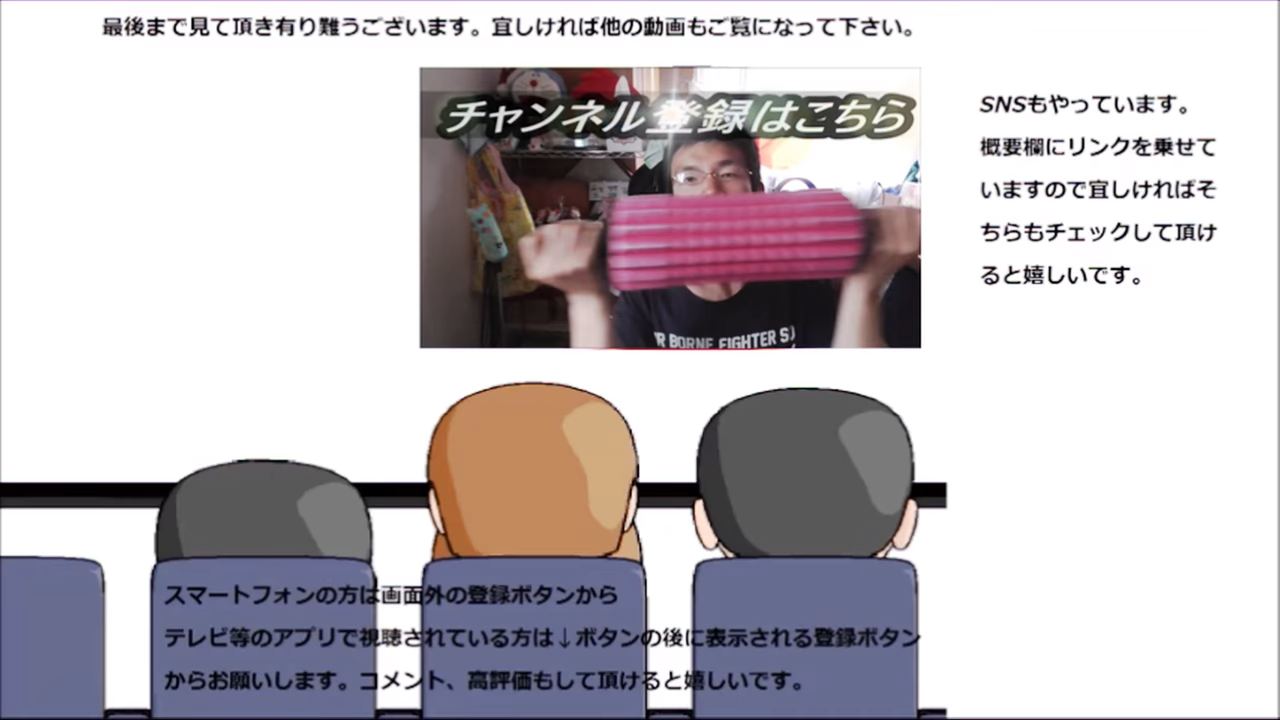 最後まで見て頂き有り難うございます。宜しければ他の動画もご覧になって下さい。
チャンネル登録はこちら
SNSもやっています。
概要欄にリンクを乗せて
いますので宜しければそ
ちらもチェックして頂け
ると嬉しいです。
R BORNE FIGHTER S
スマートフォンの方は画面外の登録ボタンから
テレビ等のアプリで視聴されている方は↓ボタンの後に表示される登録ボタン
からお願いします。コメント、高評価もして頂けると嬉しいです。